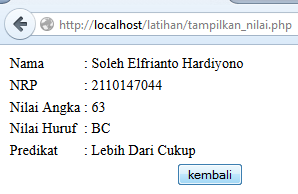 http://localhost/latihan/tampilkan_nilai.php
Nama : Soleh Elfrianto Hardiyono
NRP : 2110147044
Nilai Angka : 63
Nilai Huruf : BC
Predikat : Lebih Dari Cukup
kembali